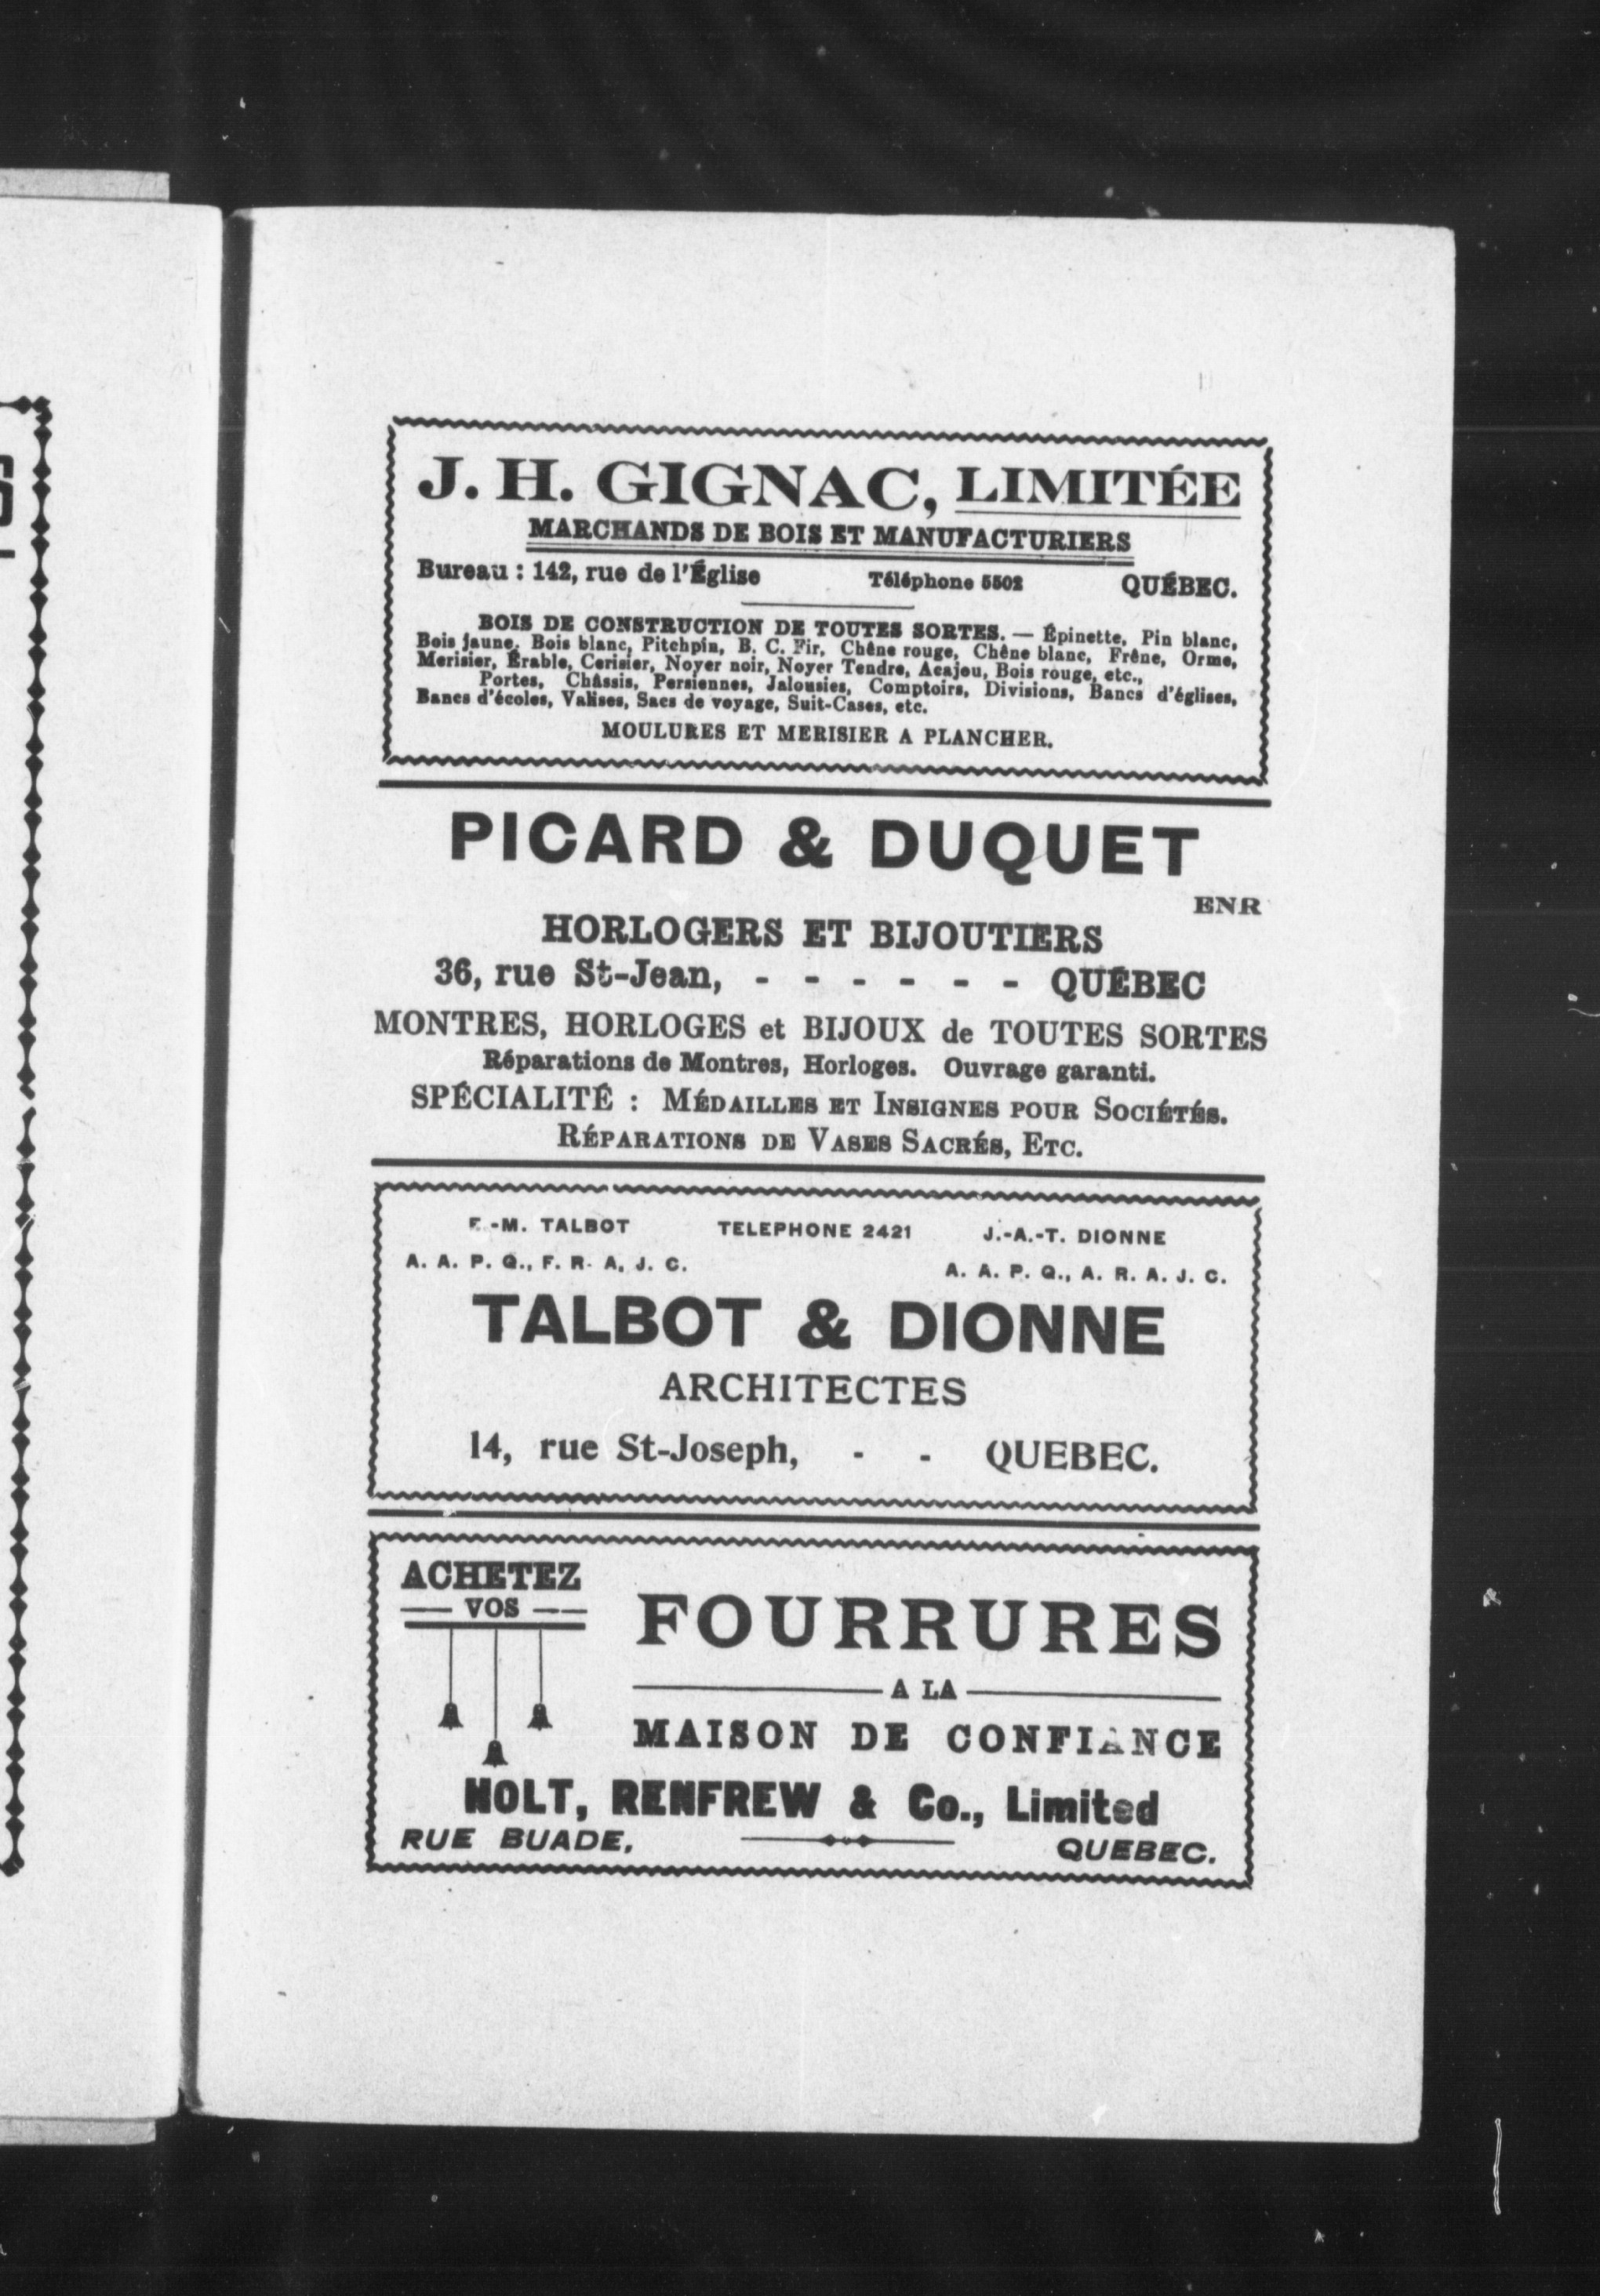 J. H. GIGNAC, LIMITÉE
MARCHANDS DE BOIS ET MANUFACTURIERS
Bureau : 142, rue de l'Église Téléphone 5502 QUÉBEC.
BOIS DE CONSTRUCTION DE TOUTES SORTES. — Épinette, Pin blanc,
Bois jaune, Bois blanc, Pitchpin, B. C. Fir, Chêne rouge, Chêne blanc, Frêne, Orme,
Merisier, Érable, Cerisier, Noyer noir, Noyer Tendre, Acajou, Bois rouge, etc.,
Portes, Châssis, Persiennes, Jalousies, Comptoirs, Divisions, Bancs d'églises,
Bancs d'écoles, Valises, Sacs de voyage, Suit-Cases, etc.
MOULURES ET MERISIER A PLANCHER.
PICARD & DUQUET
ENR
HORLOGERS ET BIJOUTIERS
36, rue St-Jean, - - - - - - QUÉBEC
MONTRES, HORLOGES et BIJOUX de TOUTES SORTES
Réparations de Montres, Horloges. Ouvrage garanti.
SPÉCIALITÉ : MÉDAILLES ET INSIGNES POUR SOCIÉTÉS.
RÉPARATIONS DE VASES SACRÉS, ETC.
-M. TALBOT TELEPHONE 2421 J.-A.-T. DIONNE
A. A. P. Q., F. R. A. J. C. A. A. P. Q., A. R. A. J. C.
TALBOT & DIONNE
ARCHITECTES
14, rue St-Joseph, - - QUEBEC.
ACHETEZ
VOS
FOURRURES
A LA
MAISON DE CONFIANCE
HOLT, RENFREW & Co., Limited
RUE BUADE, QUEBEC.